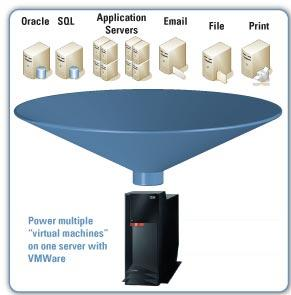 Oracle SQL Application Servers Email File Print
Power multiple
"virtual machines"
on one server with
VMWare